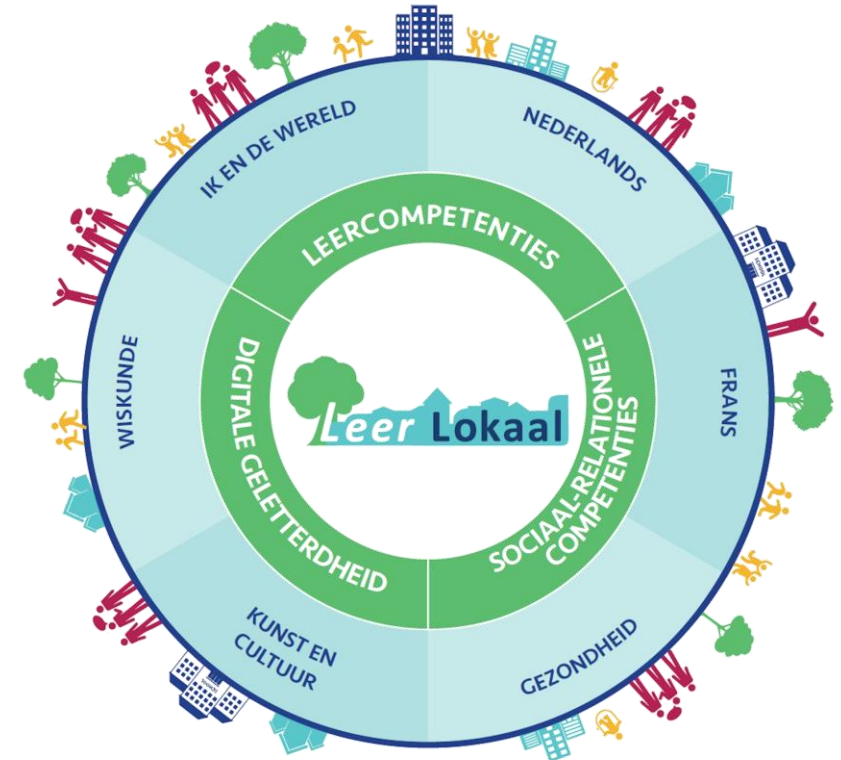 IK EN DE WERELD
NEDERLANDS
FRANS
GEZONDHEID
KUNST EN
CULTUUR
WISKUNDE
LEERCOMPETENTIES
SOCIAAL-RELATIONELE
COMPETENTIES
DIGITALE GELETTERDHEID
Leer Lokaal